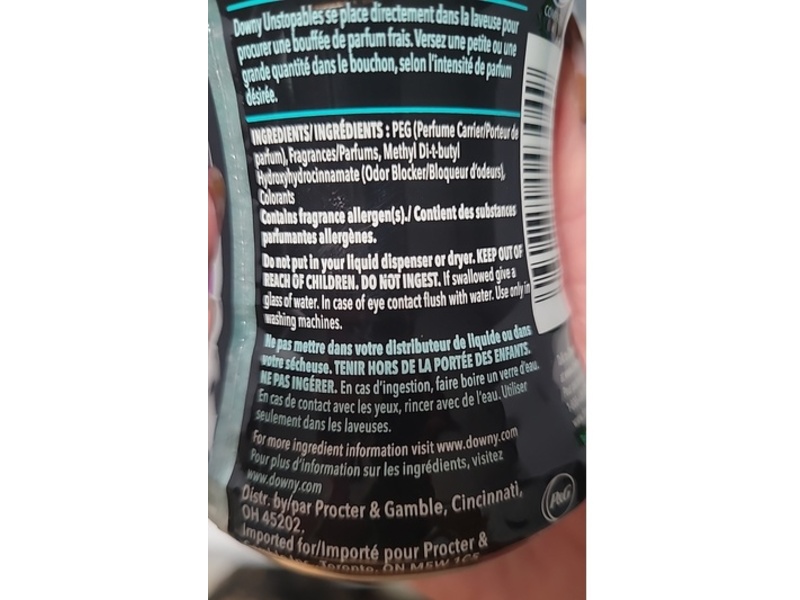 Downy Unstopables se place directement dans la laveuse pour
procurer une bouffée de parfum frais. Versez une petite ou une
grande quantité dans le bouchon, selon l'intensité de parfum
désirée.
INGREDIENTS/INGRÉDIENTS : PEG (Perfume Carrier/Porteur de
parfum), Fragrances/Parfums, Methyl Di-t-butyl
Hydroxyhydrocinnamate (Odor Blocker/Bloqueur d'odeurs),
Colorants
Contains fragrance allergen(s)./ Contient des substances
parfumantes allergènes.
Do not put in your liquid dispenser or dryer. KEEP OUT OF
REACH OF CHILDREN. DO NOT INGEST. If swallowed give a
glass of water. In case of eye contact flush with water. Use only in
washing machines.
Ne pas mettre dans votre distributeur de liquide ou dans
votre sécheuse. TENIR HORS DE LA PORTÉE DES ENFANTS.
NE PAS INGÉRER. En cas d'ingestion, faire boire un verre d'eau.
En cas de contact avec les yeux, rincer avec de l'eau. Utiliser
seulement dans les laveuses.
For more ingredient information visit www.downy.com
Pour plus d'information sur les ingrédients, visitez
www.downy.com
Distr. by/par Procter & Gamble, Cincinnati,
OH 45202.
Imported for/Importé pour Procter &
Toronto, ON M5W 1C5
P&G